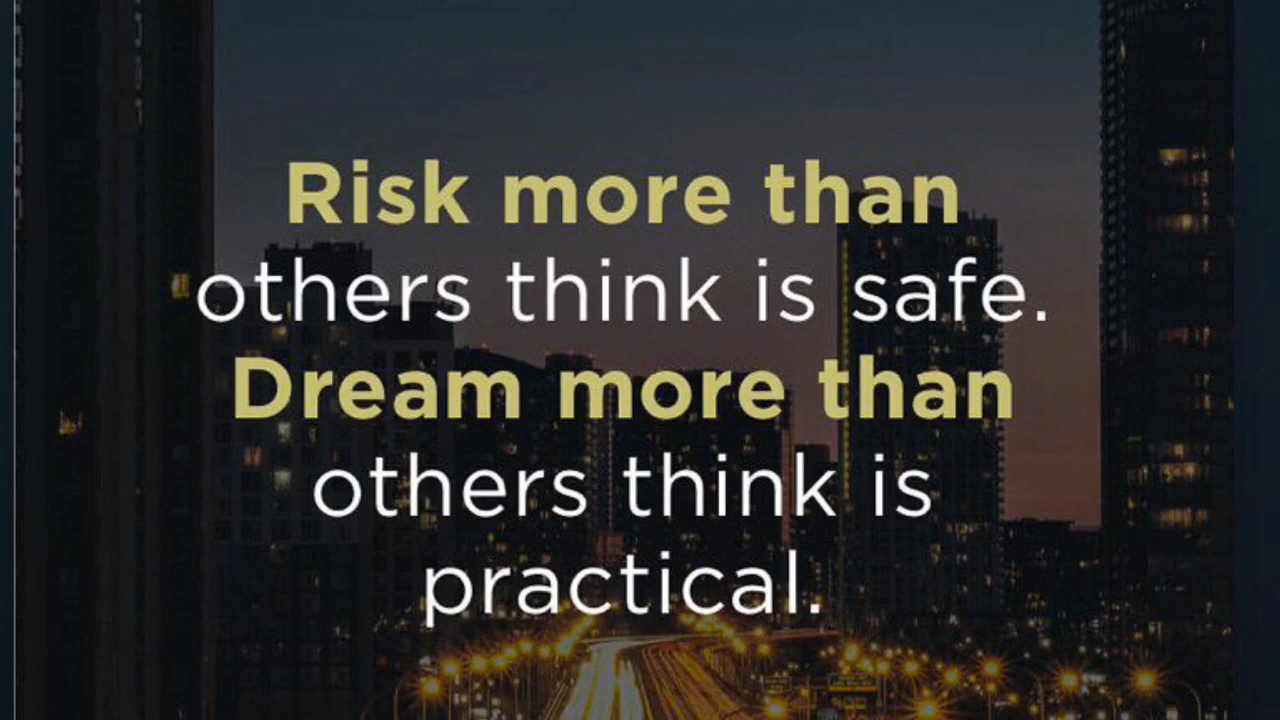 Risk more than
others think is safe.
Dream more than
others think is
practical.